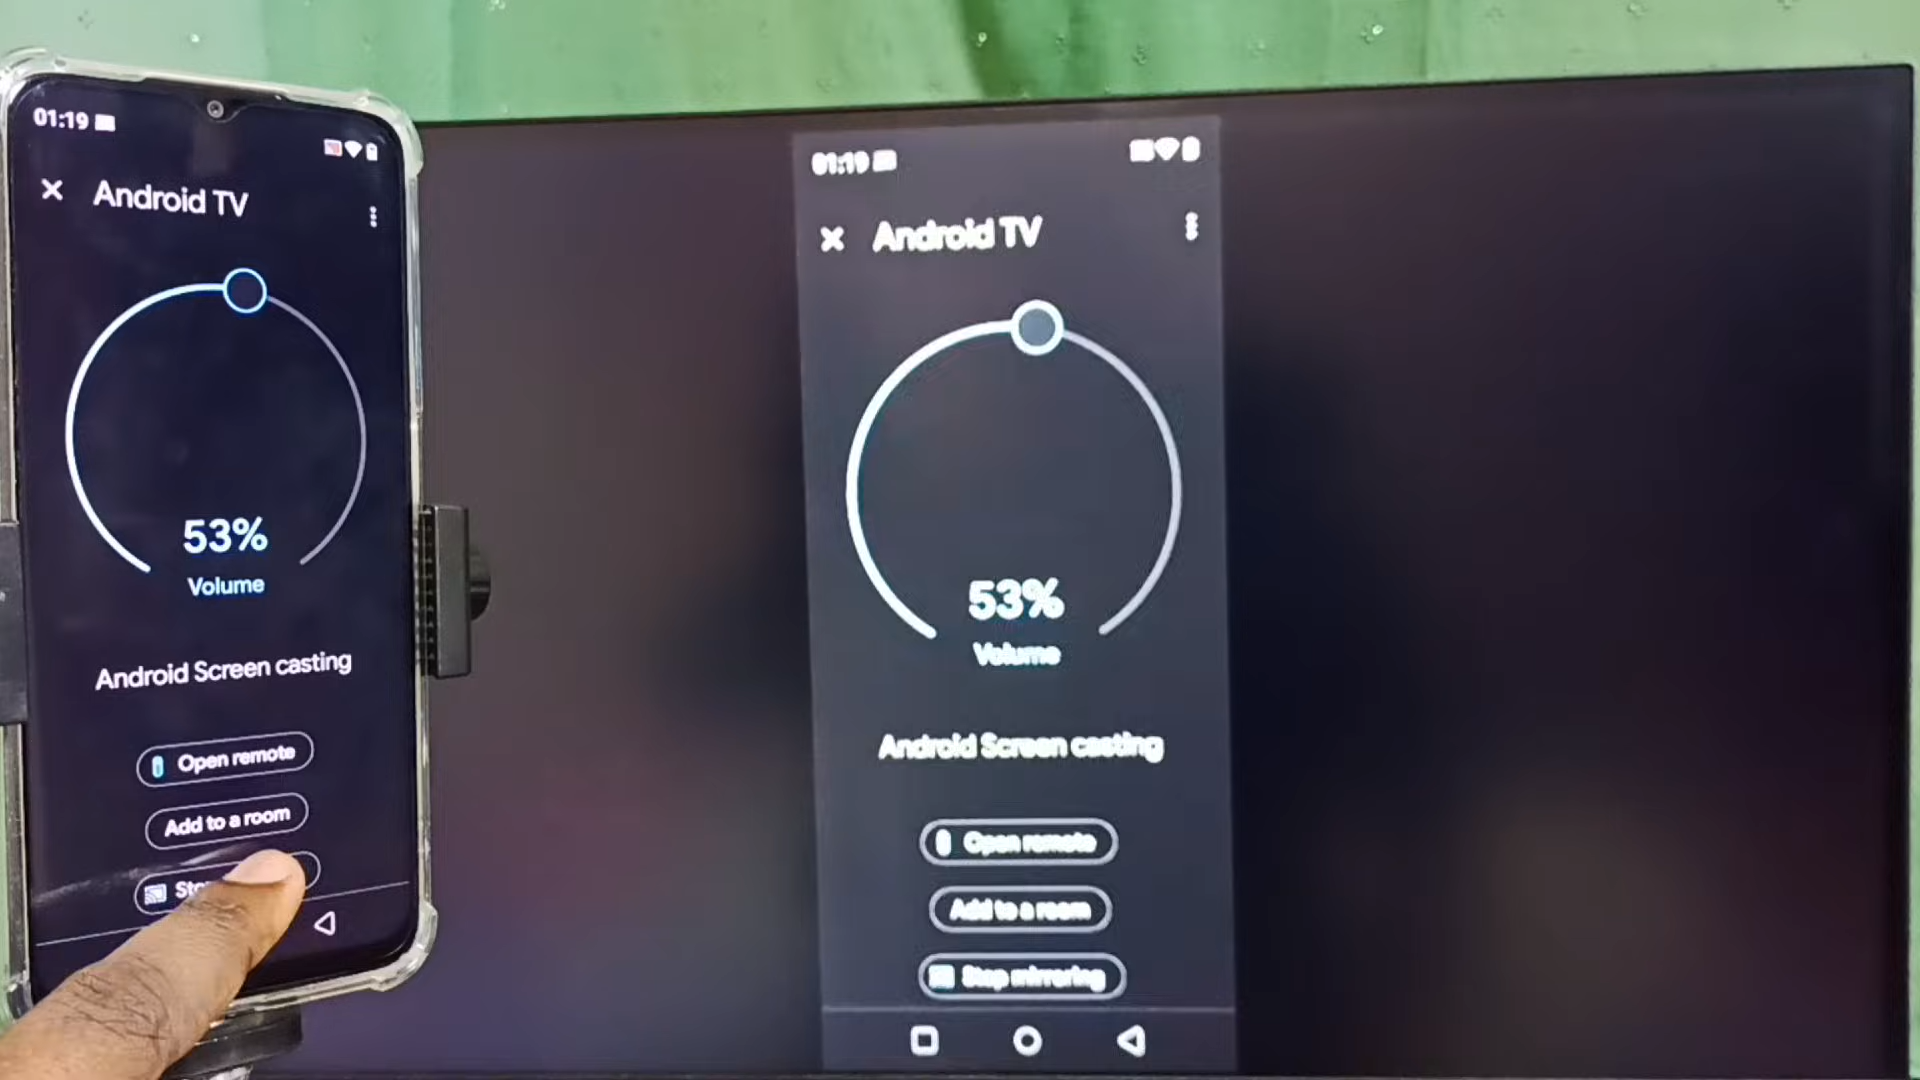 01:19
Android TV
53%
Volume
Android Screen casting
Open remote
Add to a room
01:19
Android TV
53%
Volume
Android Screen casting
Open remote
Add to a room
Stop mirroring